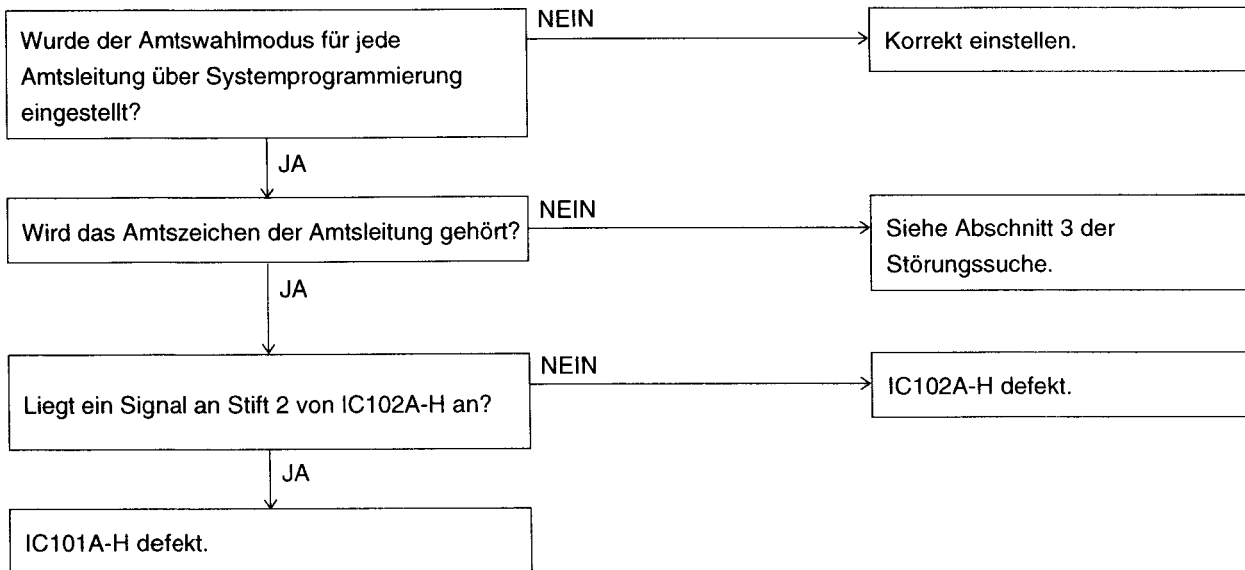 Wurde der Amtswahlmodus für jede
Amtsleitung über Systemprogrammierung
eingestellt?
NEIN
Korrekt einstellen.
JA
Wird das Amtszeichen der Amtsleitung gehört?
NEIN
Siehe Abschnitt 3 der
Störungssuche.
JA
Liegt ein Signal an Stift 2 von IC102A-H an?
NEIN
IC102A-H defekt.
JA
IC101A-H defekt.